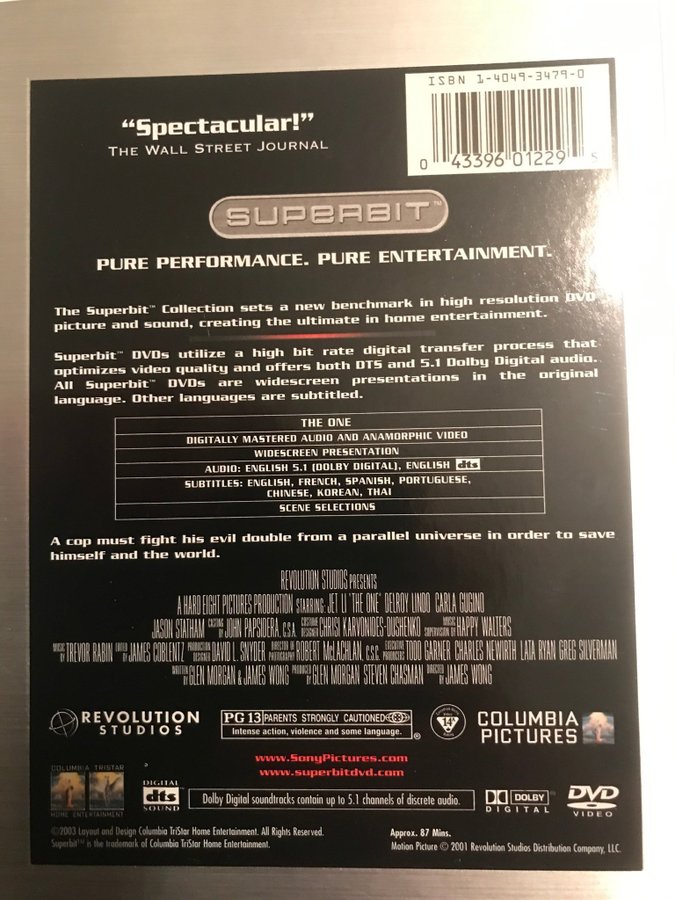 ISBN 1-4049-3479-0
0 43396 01229 5
“Spectacular!”
THE WALL STREET JOURNAL
SUPERBIT™
PURE PERFORMANCE. PURE ENTERTAINMENT.
The Superbit™ Collection sets a new benchmark in high resolution DVD
picture and sound, creating the ultimate in home entertainment.
Superbit™ DVDs utilize a high bit rate digital transfer process that
optimizes video quality and offers both DTS and 5.1 Dolby Digital audio.
All Superbit™ DVDs are widescreen presentations in the original
language. Other languages are subtitled.
THE ONE
DIGITALLY MASTERED AUDIO AND ANAMORPHIC VIDEO
WIDESCREEN PRESENTATION
AUDIO: ENGLISH 5.1 (DOLBY DIGITAL), ENGLISH dts
SUBTITLES: ENGLISH, FRENCH, SPANISH, PORTUGUESE,
CHINESE, KOREAN, THAI
SCENE SELECTIONS
A cop must fight his evil double from a parallel universe in order to save
himself and the world.
REVOLUTION STUDIOS PRESENTS
A HARD EIGHT PICTURES PRODUCTION STARRING: JET LI "THE ONE" DELROY LINDO CARLA GUGINO
JASON STATHAM CASTING BY JOHN PAPSIDERA, C.S.A. COSTUME DESIGNER CHRISI KARVONIDES-DUSHENKO MUSIC SUPERVISION BY HAPPY WALTERS
MUSIC BY TREVOR RABIN EDITED BY JAMES COBLENTZ PRODUCTION DESIGNER DAVID L. SNYDER DIRECTOR OF PHOTOGRAPHY ROBERT McLACHLAN, C.S.C. EXECUTIVE PRODUCERS TODD GARNER CHARLES NEWIRTH LATA RYAN GREG SILVERMAN
WRITTEN BY GLEN MORGAN & JAMES WONG PRODUCED BY GLEN MORGAN STEVEN CHASMAN DIRECTED BY JAMES WONG
REVOLUTION STUDIOS
PG 13 PARENTS STRONGLY CAUTIONED
Intense action, violence and some language.
14
COLUMBIA PICTURES
www.SonyPictures.com
www.superbitdvd.com
COLUMBIA TRISTAR
HOME ENTERTAINMENT
DIGITAL
dts
SOUND
Dolby Digital soundtracks contain up to 5.1 channels of discrete audio.
DOLBY
DIGITAL
DVD
VIDEO
©2003 Layout and Design Columbia TriStar Home Entertainment. All Rights Reserved.
Superbit™ is the trademark of Columbia TriStar Home Entertainment.
Approx. 87 Mins.
Motion Picture © 2001 Revolution Studios Distribution Company, LLC.